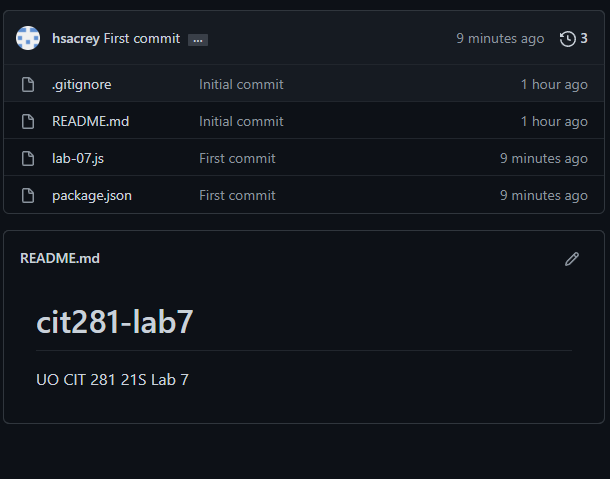 hsacrey First commit ... 9 minutes ago 3
.gitignore Initial commit 1 hour ago
README.md Initial commit 1 hour ago
lab-07.js First commit 9 minutes ago
package.json First commit 9 minutes ago
README.md
cit281-lab7
UO CIT 281 21S Lab 7